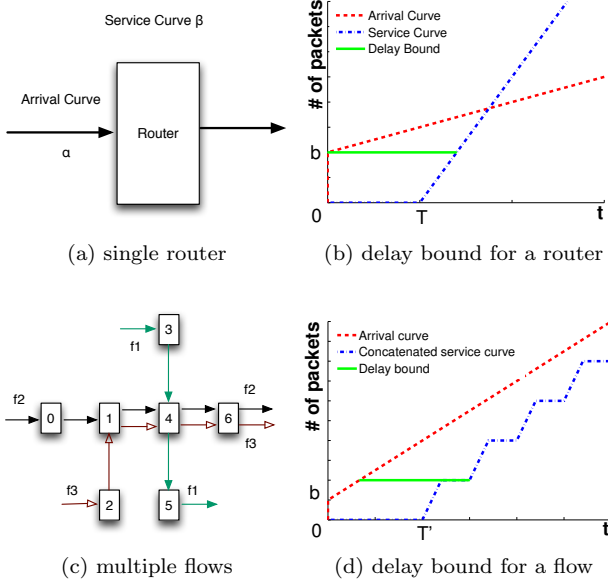 Service Curve β
Arrival Curve
α
Router
(a) single router
# of packets
Arrival Curve
Service Curve
Delay Bound
b
0
T
t
(b) delay bound for a router
3
f1
f2
f2
0
1
4
6
f3
f3
2
5
f1
(c) multiple flows
# of packets
Arrival curve
Concatenated service curve
Delay bound
b
0
T'
t
(d) delay bound for a flow